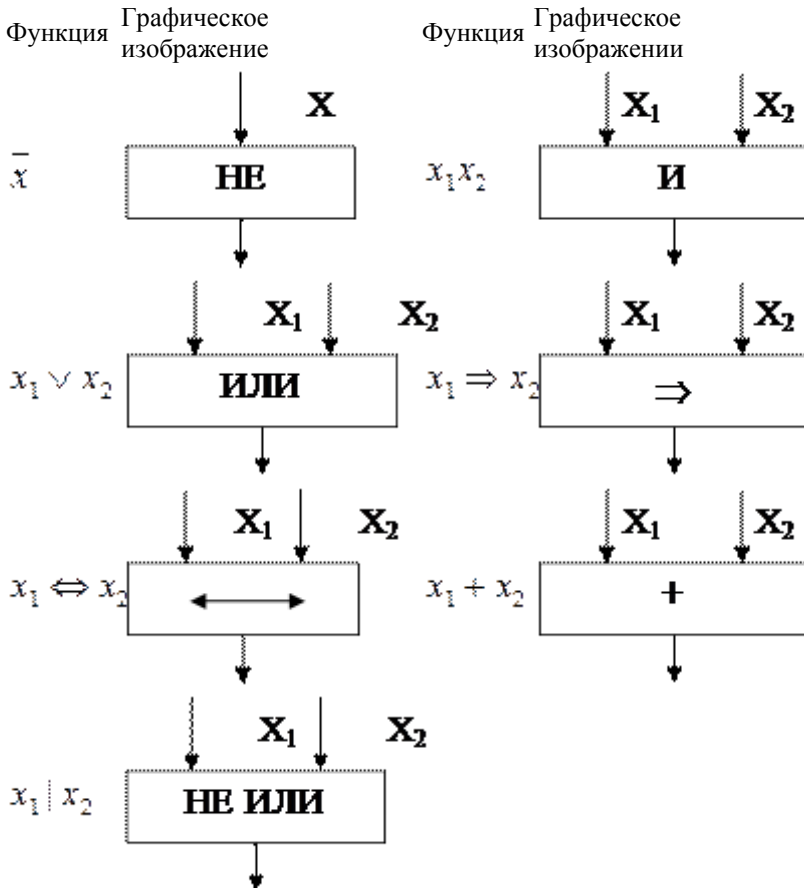 Функция Графическое изображение Функция Графическое изображении
X
X₁ X₂
x̄ НЕ
x₁x₂ И
X₁ X₂
X₁ X₂
x₁ ∨ x₂ ИЛИ
x₁ ⇒ x₂ ⇒
X₁ X₂
X₁ X₂
x₁ ⇔ x₂ ↔
x₁ + x₂ +
X₁ X₂
x₁ | x₂ НЕ ИЛИ